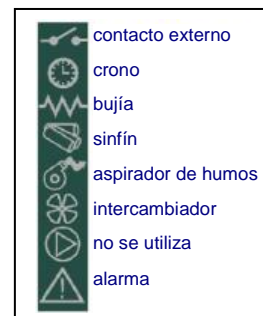 contacto externo
crono
bujía
sinfín
aspirador de humos
intercambiador
no se utiliza
alarma